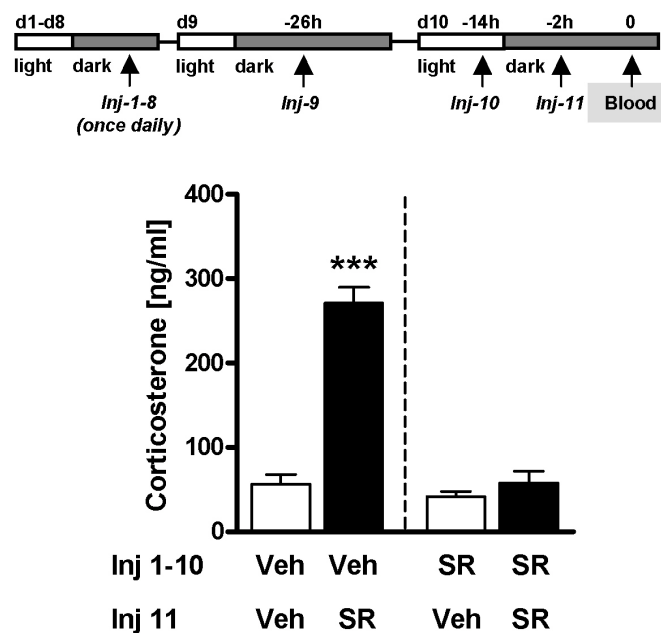 d1-d8 d9 -26h d10 -14h -2h 0
light dark light dark light dark
Inj-1-8 Inj-9 Inj-10 Inj-11 Blood
(once daily)
Corticosterone [ng/ml]
400
300
200
100
0
***
Inj 1-10 Veh Veh SR SR
Inj 11 Veh SR Veh SR